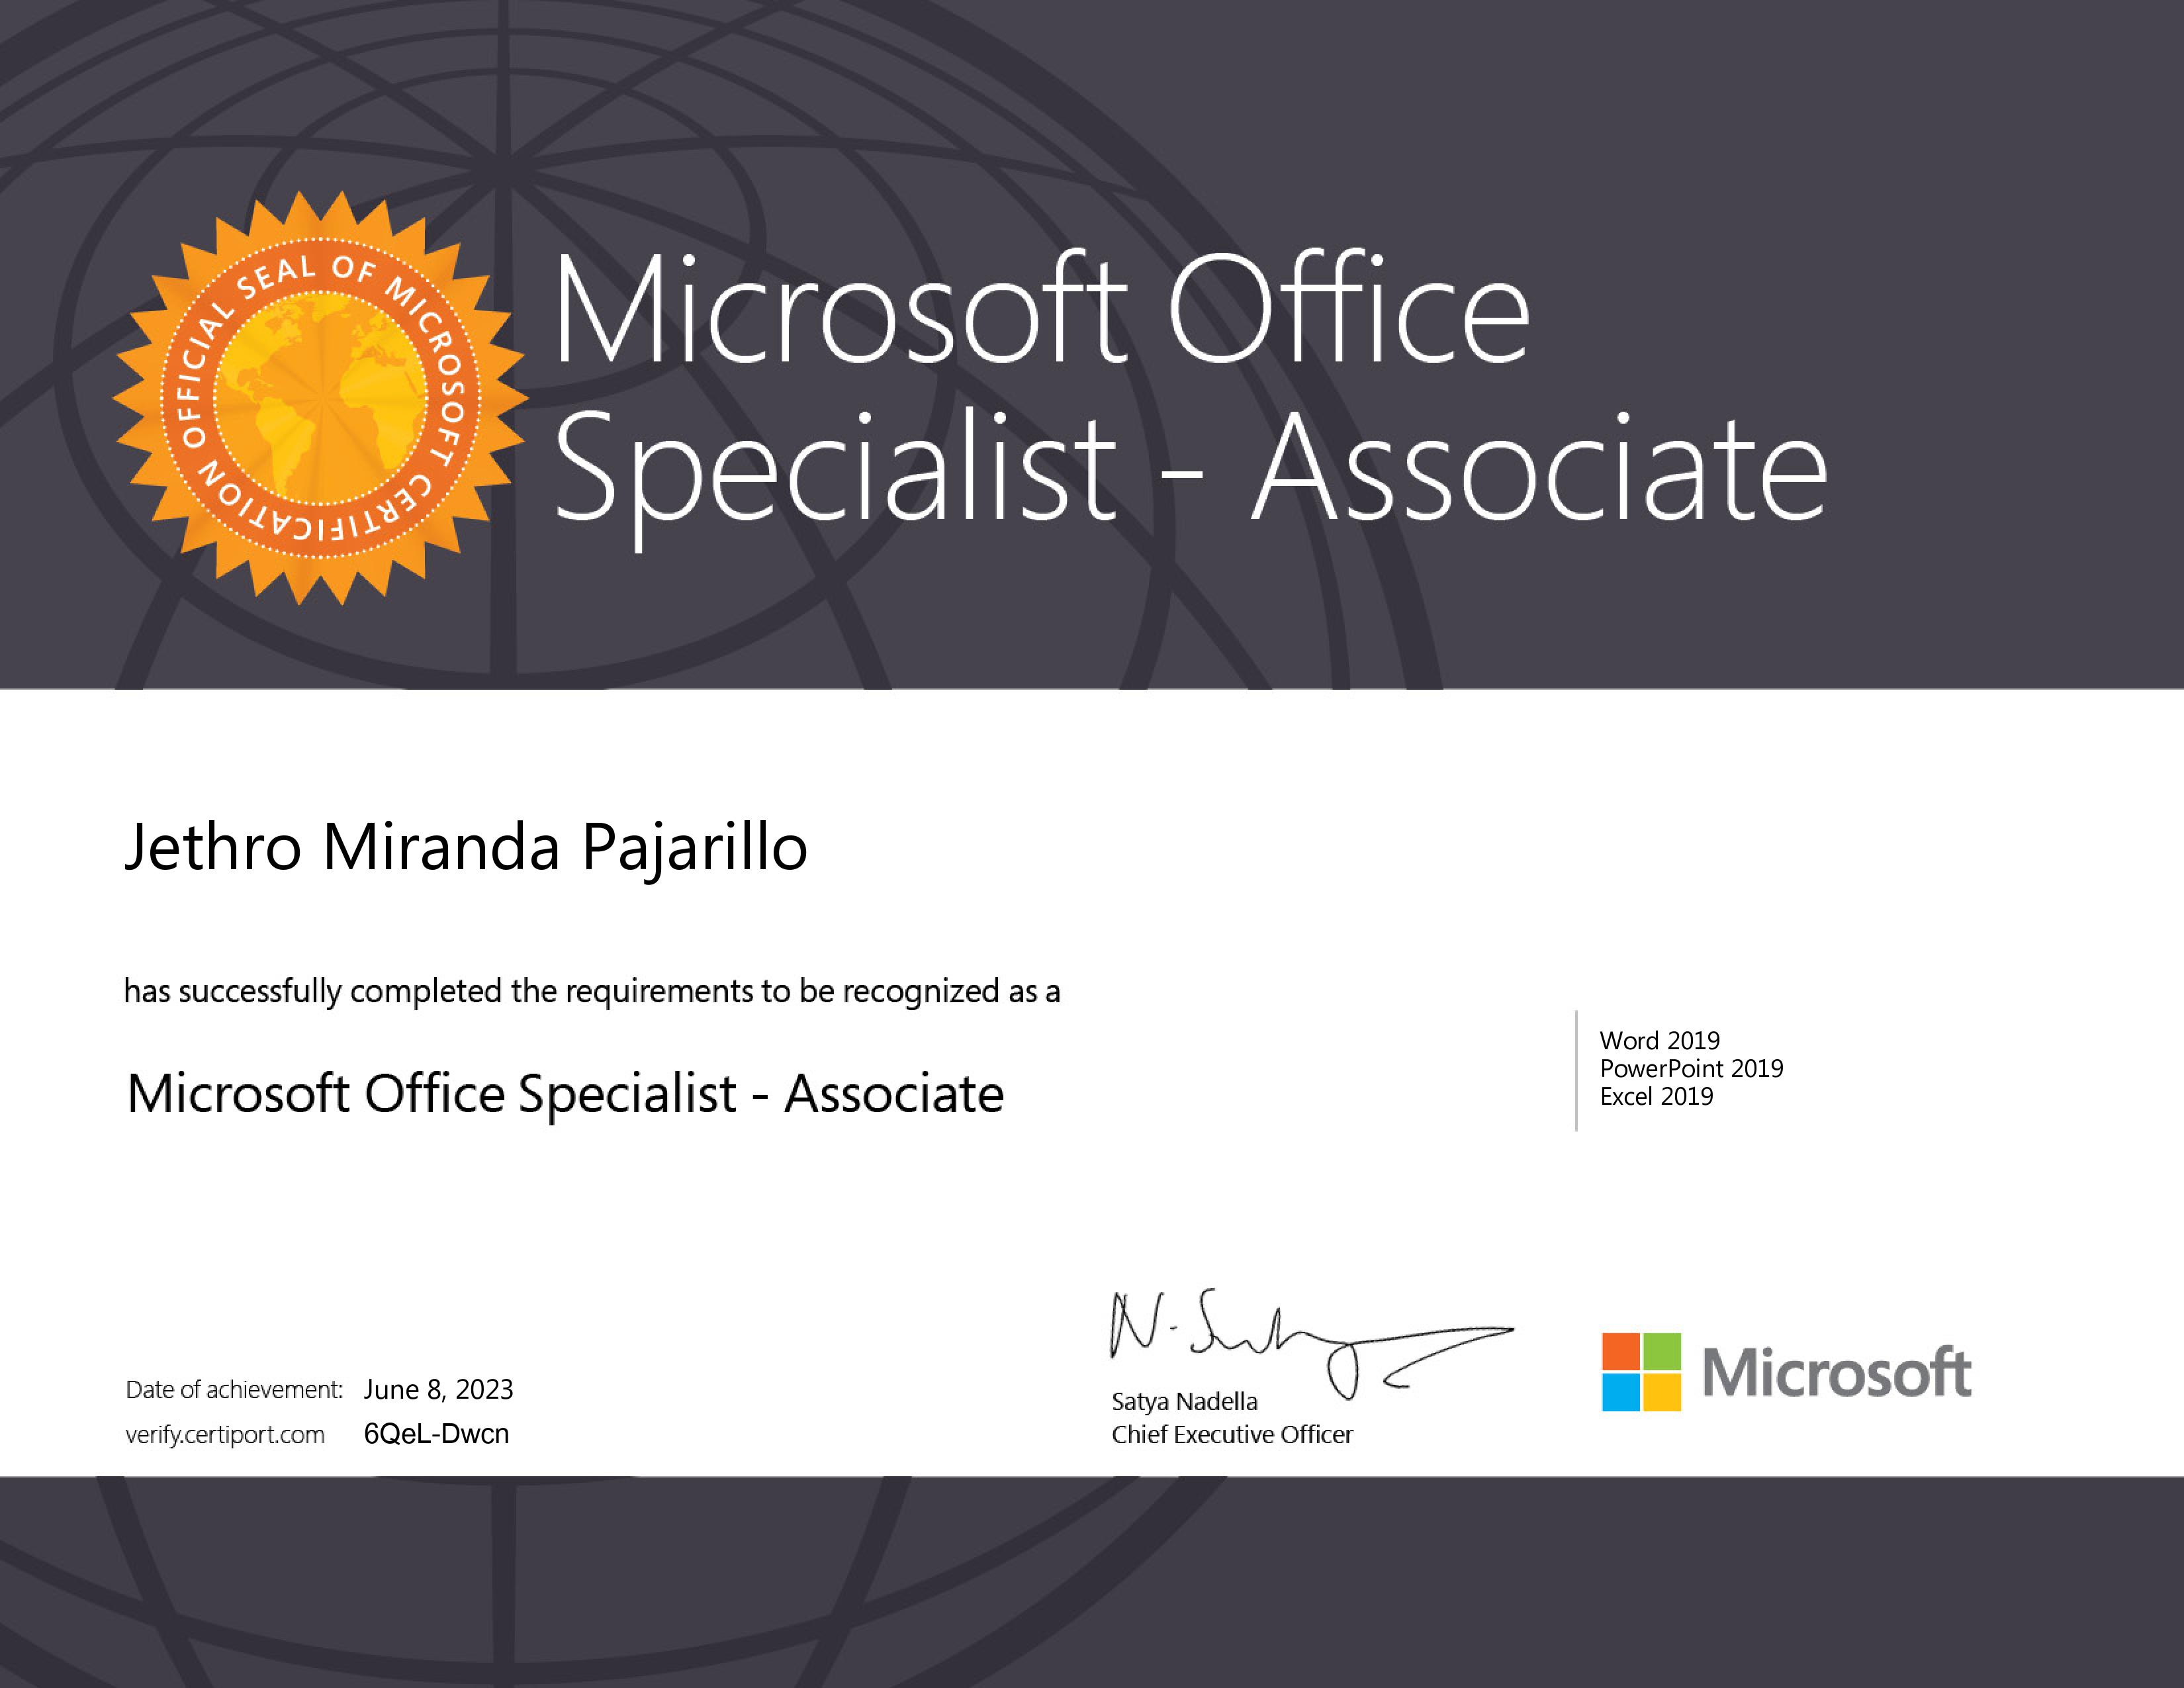 OFFICIAL SEAL OF MICROSOFT CERTIFICATION
Microsoft Office
Specialist - Associate
Jethro Miranda Pajarillo
has successfully completed the requirements to be recognized as a
Microsoft Office Specialist - Associate
Word 2019
PowerPoint 2019
Excel 2019
Date of achievement: June 8, 2023
verify.certiport.com 6QeL-Dwcn
Satya Nadella
Chief Executive Officer
Microsoft